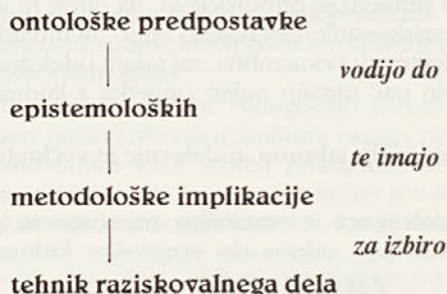 ontološke predpostavke
vodijo do
epistemoloških
te imajo
metodološke implikacije
za izbiro
tehnik raziskovalnega dela